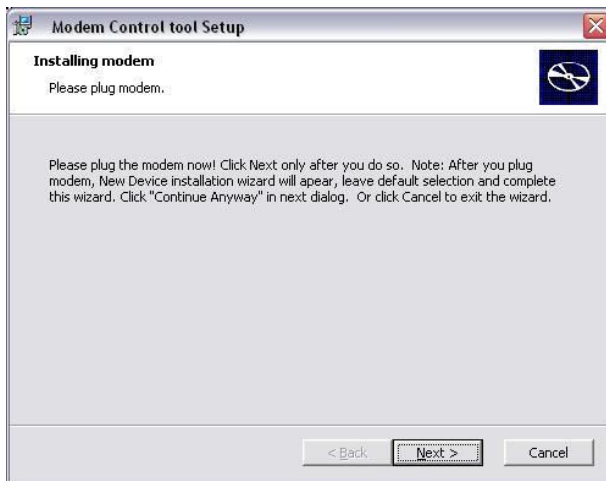 Modem Control tool Setup
Installing modem
Please plug modem.
Please plug the modem now! Click Next only after you do so.  Note: After you plug
modem, New Device installation wizard will apear, leave default selection and complete
this wizard. Click "Continue Anyway" in next dialog.  Or click Cancel to exit the wizard.
< Back Next > Cancel